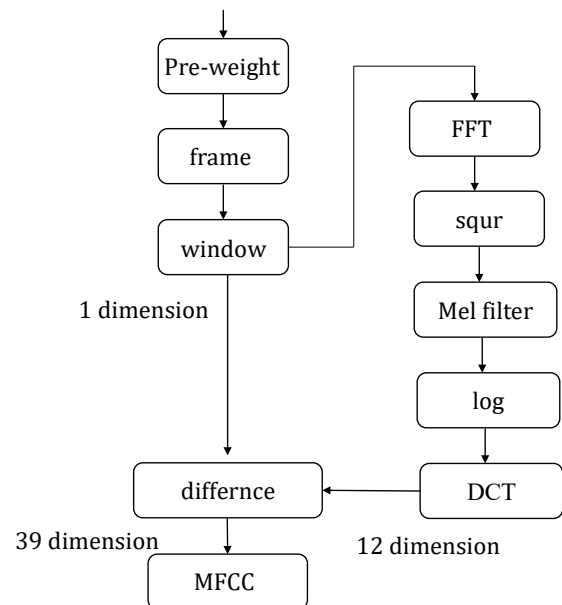 Pre-weight
frame
window
1 dimension
FFT
squr
Mel filter
log
DCT
12 dimension
differnce
39 dimension
MFCC